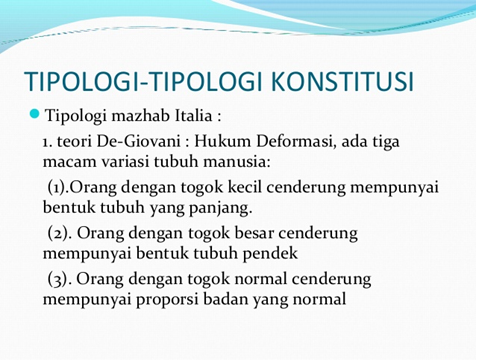 TIPOLOGI-TIPOLOGI KONSTITUSI
Tipologi mazhab Italia :
1. teori De-Giovani : Hukum Deformasi, ada tiga
macam variasi tubuh manusia:
(1).Orang dengan togok kecil cenderung mempunyai
bentuk tubuh yang panjang.
(2). Orang dengan togok besar cenderung
mempunyai bentuk tubuh pendek
(3). Orang dengan togok normal cenderung
mempunyai proporsi badan yang normal